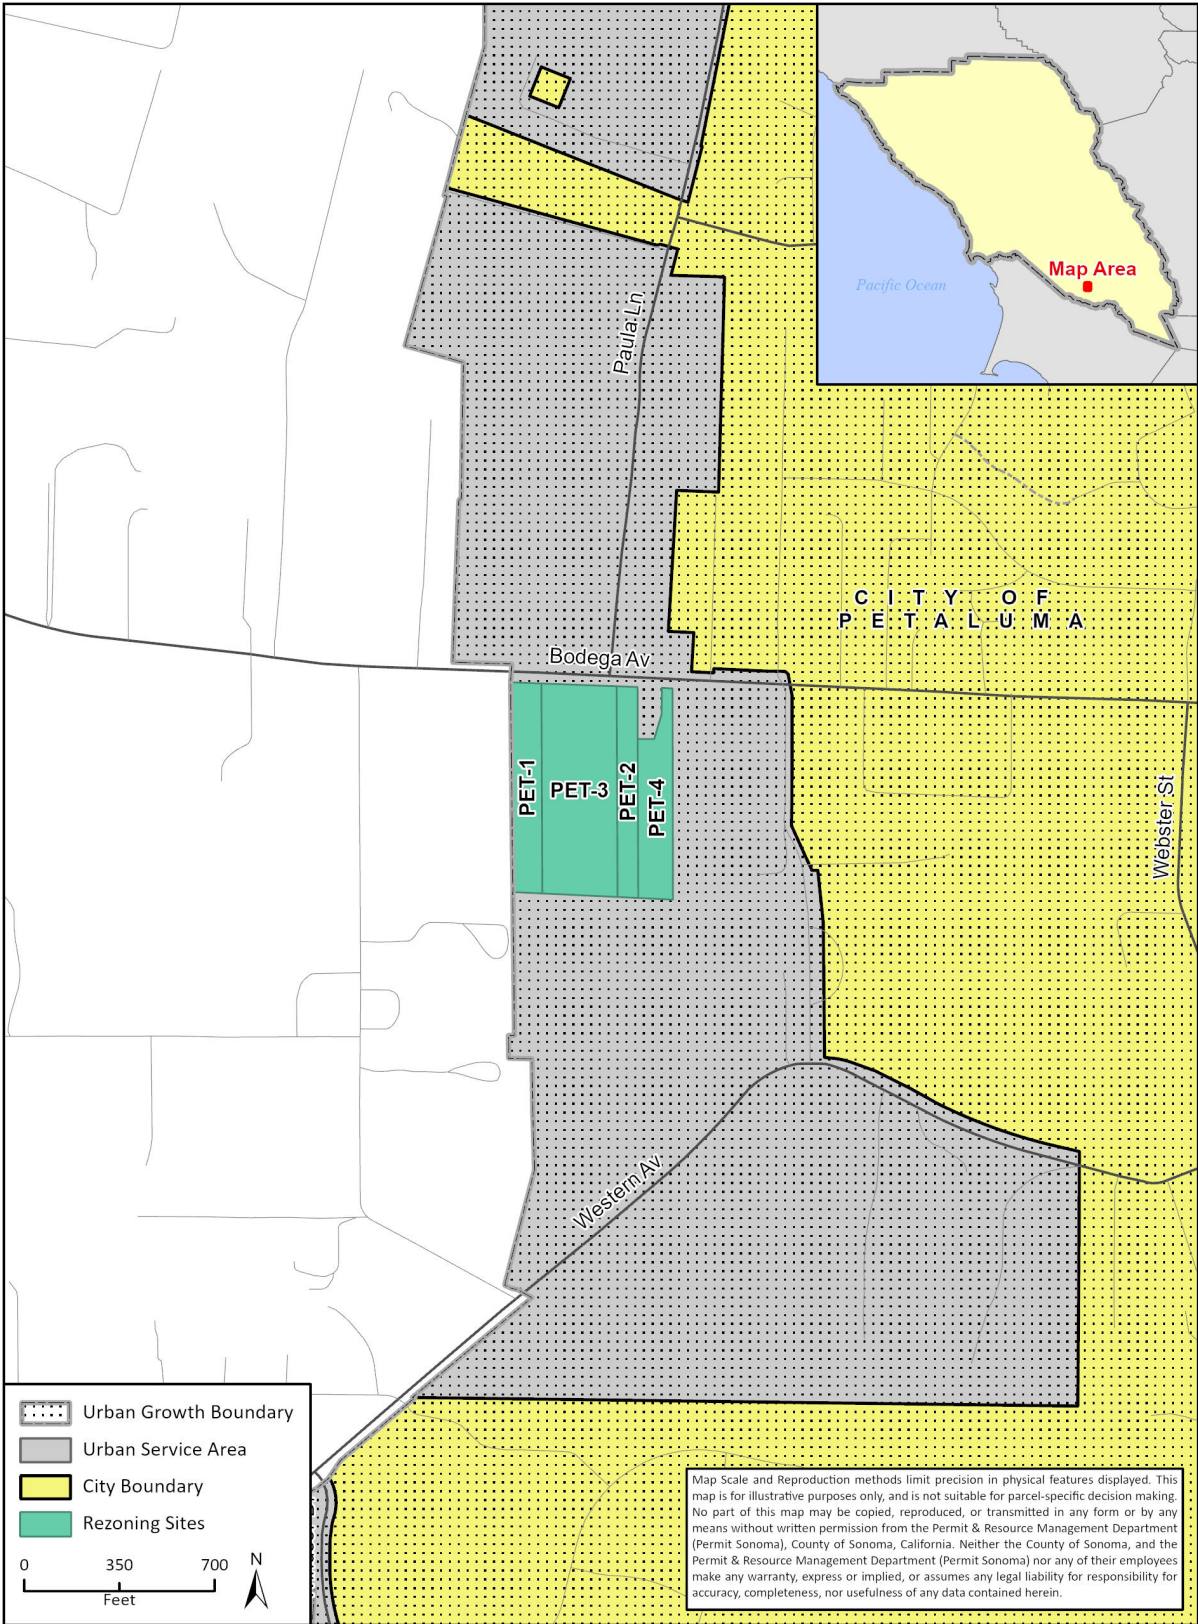 Map Area
Pacific Ocean
Paula Ln
CITY OF
PETALUMA
Bodega Av
PET-1
PET-3
PET-2
PET-4
Webster St
Western Av
Urban Growth Boundary
Urban Service Area
City Boundary
Rezoning Sites
0 350 700
Feet
N
Map Scale and Reproduction methods limit precision in physical features displayed. This
map is for illustrative purposes only, and is not suitable for parcel-specific decision making.
No part of this map may be copied, reproduced, or transmitted in any form or by any
means without written permission from the Permit & Resource Management Department
(Permit Sonoma), County of Sonoma, California. Neither the County of Sonoma, and the
Permit & Resource Management Department (Permit Sonoma) nor any of their employees
make any warranty, express or implied, or assumes any legal liability for responsibility for
accuracy, completeness, nor usefulness of any data contained herein.